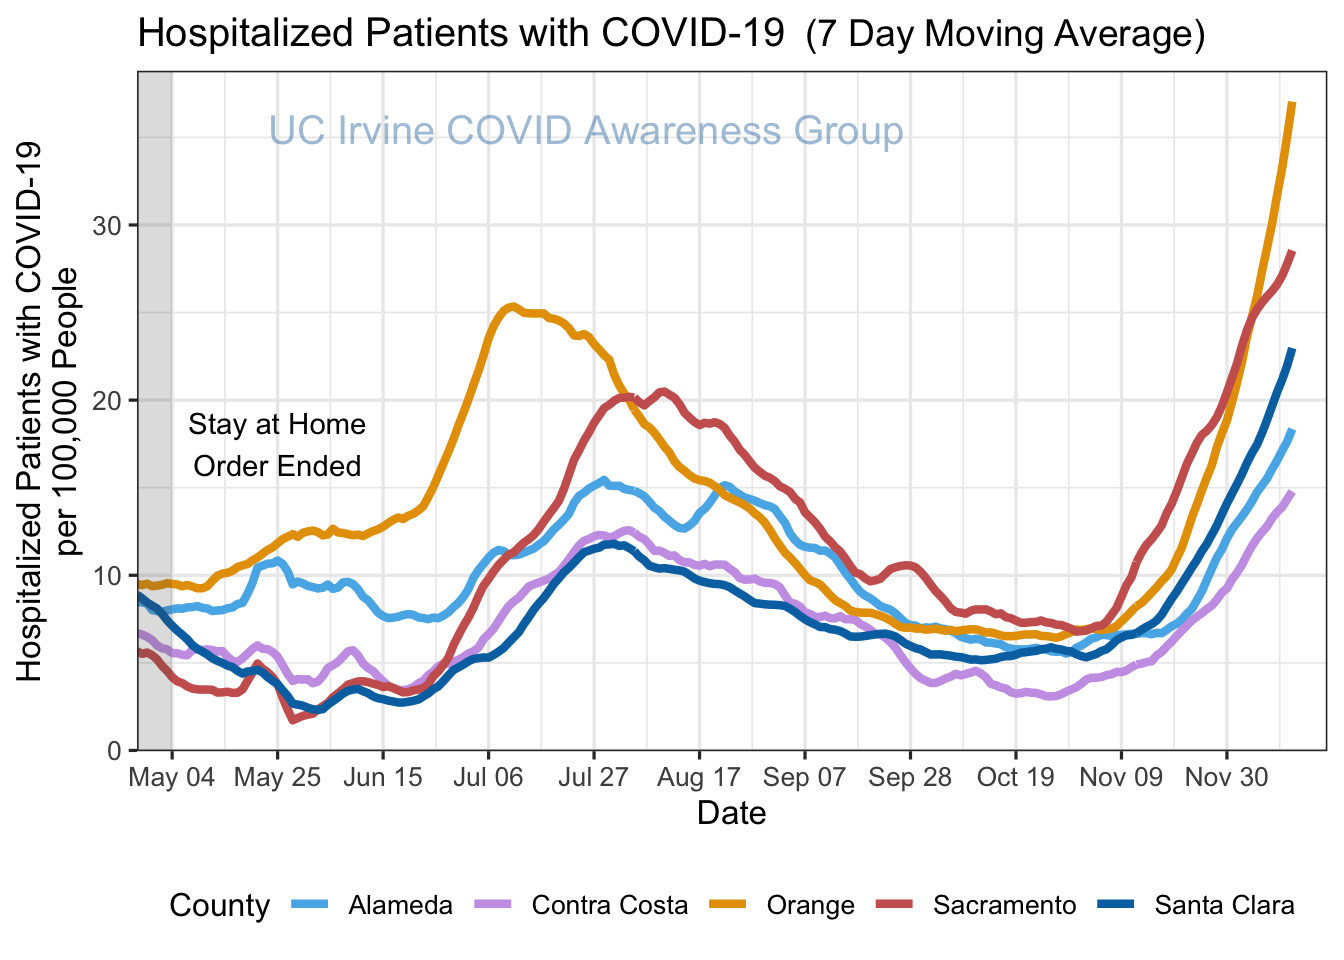 Hospitalized Patients with COVID-19  (7 Day Moving Average)
UC Irvine COVID Awareness Group
Hospitalized Patients with COVID-19
per 100,000 People
30
20
10
0
Stay at Home
Order Ended
May 04 May 25 Jun 15 Jul 06 Jul 27 Aug 17 Sep 07 Sep 28 Oct 19 Nov 09 Nov 30
Date
County Alameda Contra Costa Orange Sacramento Santa Clara